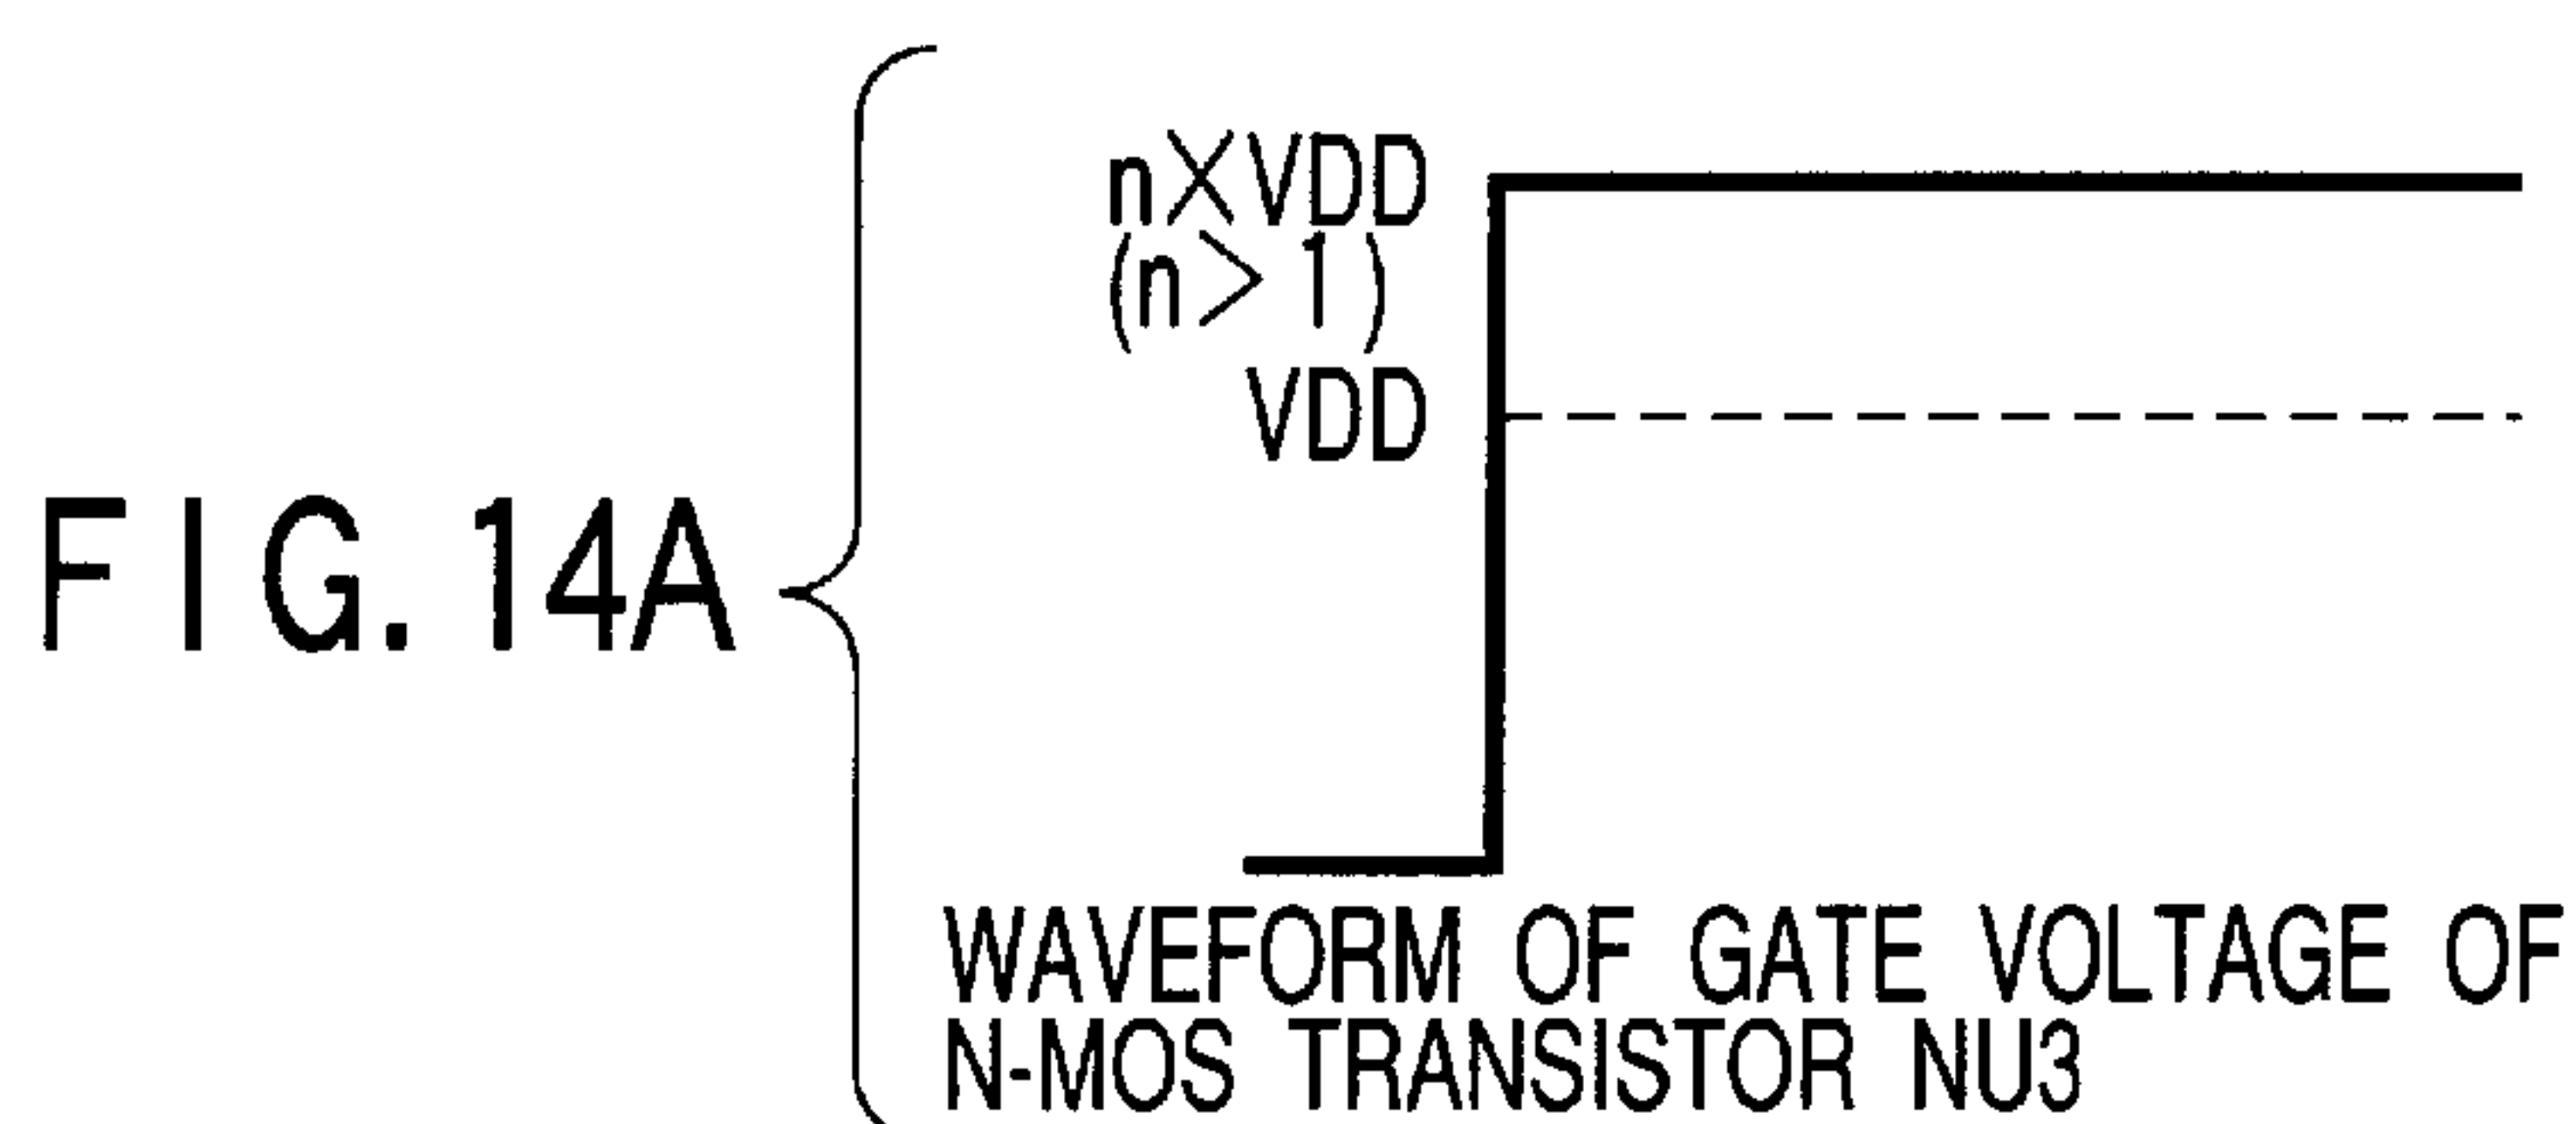 FIG. 14A
n×VDD
(n>1)
VDD
WAVEFORM OF GATE VOLTAGE OF
N-MOS TRANSISTOR NU3